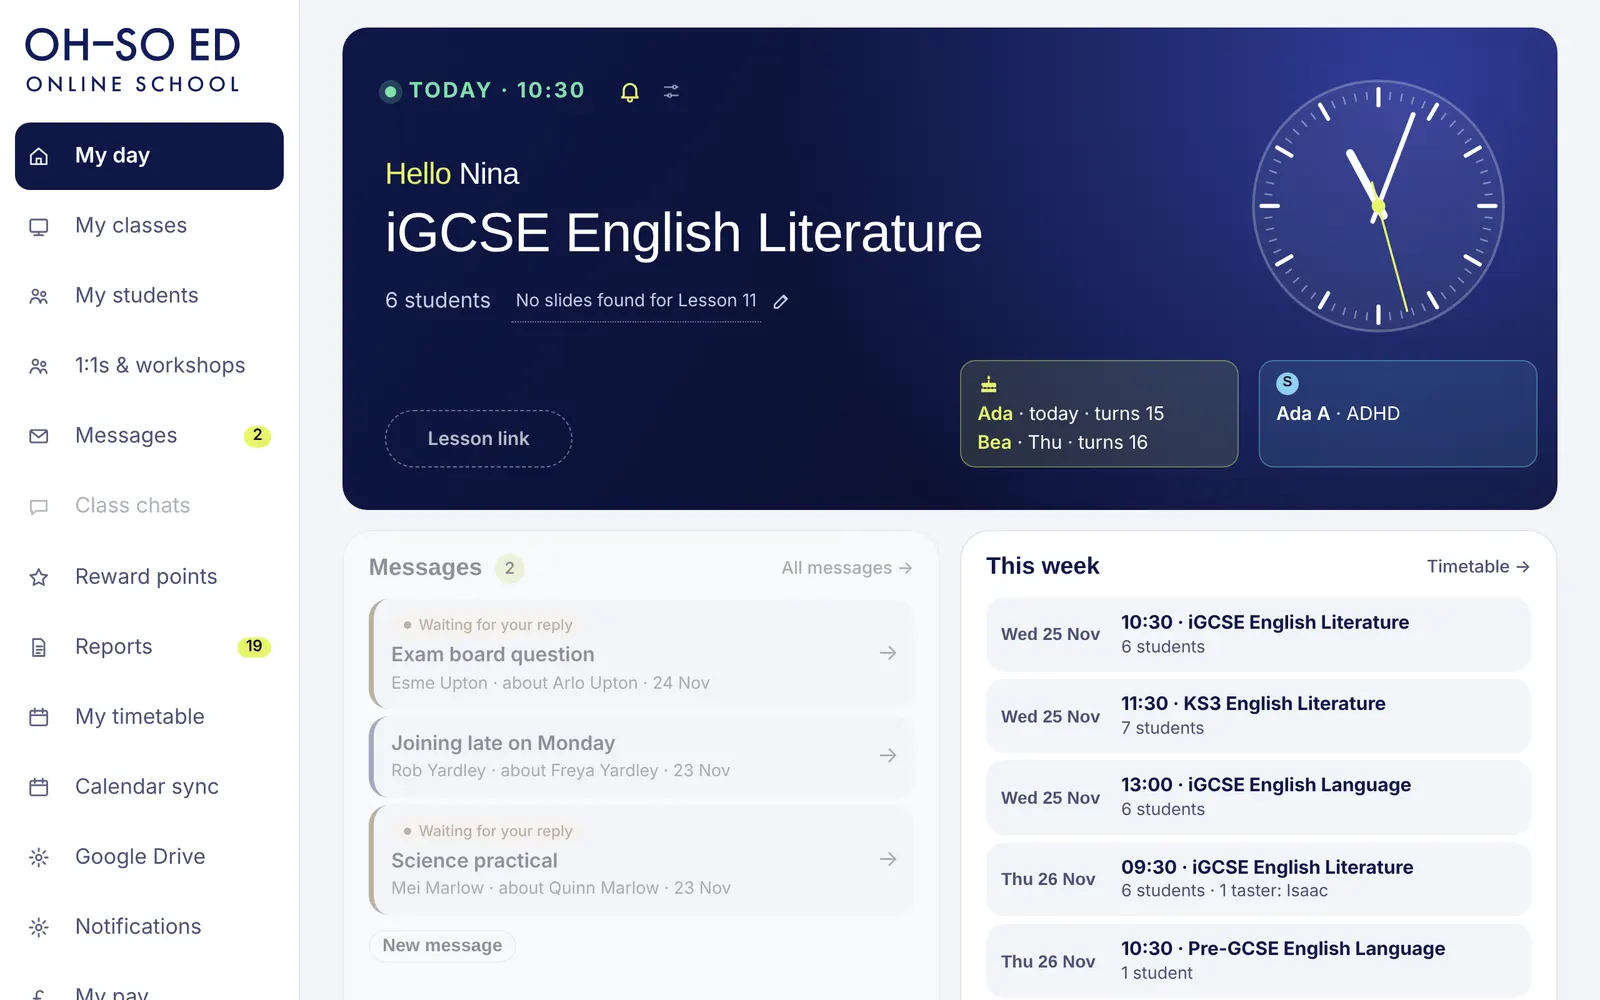 OH–SO ED
ONLINE SCHOOL
My day
My classes
My students
1:1s & workshops
Messages 2
Class chats
Reward points
Reports 19
My timetable
Calendar sync
Google Drive
Notifications
£ My pay
TODAY · 10:30
Hello Nina
iGCSE English Literature
6 students No slides found for Lesson 11
Lesson link
Ada · today · turns 15
Bea · Thu · turns 16
S
Ada A · ADHD
Messages 2
All messages →
• Waiting for your reply
Exam board question →
Esme Upton · about Arlo Upton · 24 Nov
Joining late on Monday →
Rob Yardley · about Freya Yardley · 23 Nov
• Waiting for your reply
Science practical →
Mei Marlow · about Quinn Marlow · 23 Nov
New message
This week
Timetable →
Wed 25 Nov
10:30 · iGCSE English Literature
6 students
Wed 25 Nov
11:30 · KS3 English Literature
7 students
Wed 25 Nov
13:00 · iGCSE English Language
6 students
Thu 26 Nov
09:30 · iGCSE English Literature
6 students · 1 taster: Isaac
Thu 26 Nov
10:30 · Pre-GCSE English Language
1 student